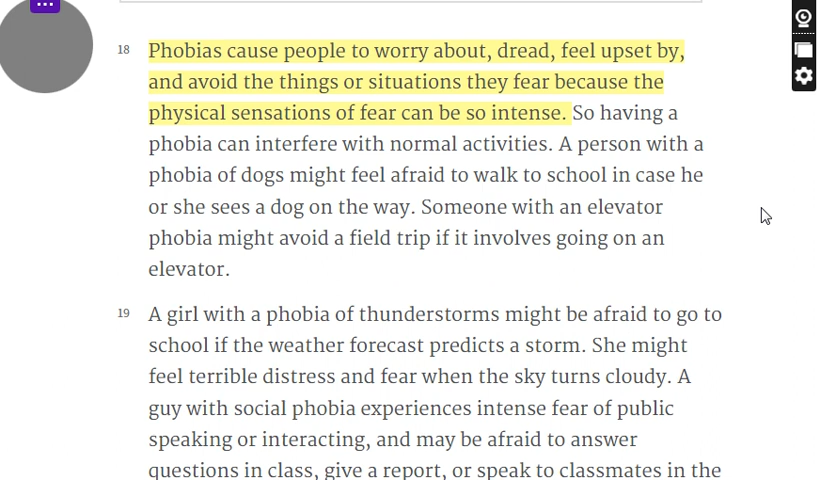 18 Phobias cause people to worry about, dread, feel upset by,
and avoid the things or situations they fear because the
physical sensations of fear can be so intense. So having a
phobia can interfere with normal activities. A person with a
phobia of dogs might feel afraid to walk to school in case he
or she sees a dog on the way. Someone with an elevator
phobia might avoid a field trip if it involves going on an
elevator.
19 A girl with a phobia of thunderstorms might be afraid to go to
school if the weather forecast predicts a storm. She might
feel terrible distress and fear when the sky turns cloudy. A
guy with social phobia experiences intense fear of public
speaking or interacting, and may be afraid to answer
questions in class, give a report, or speak to classmates in the